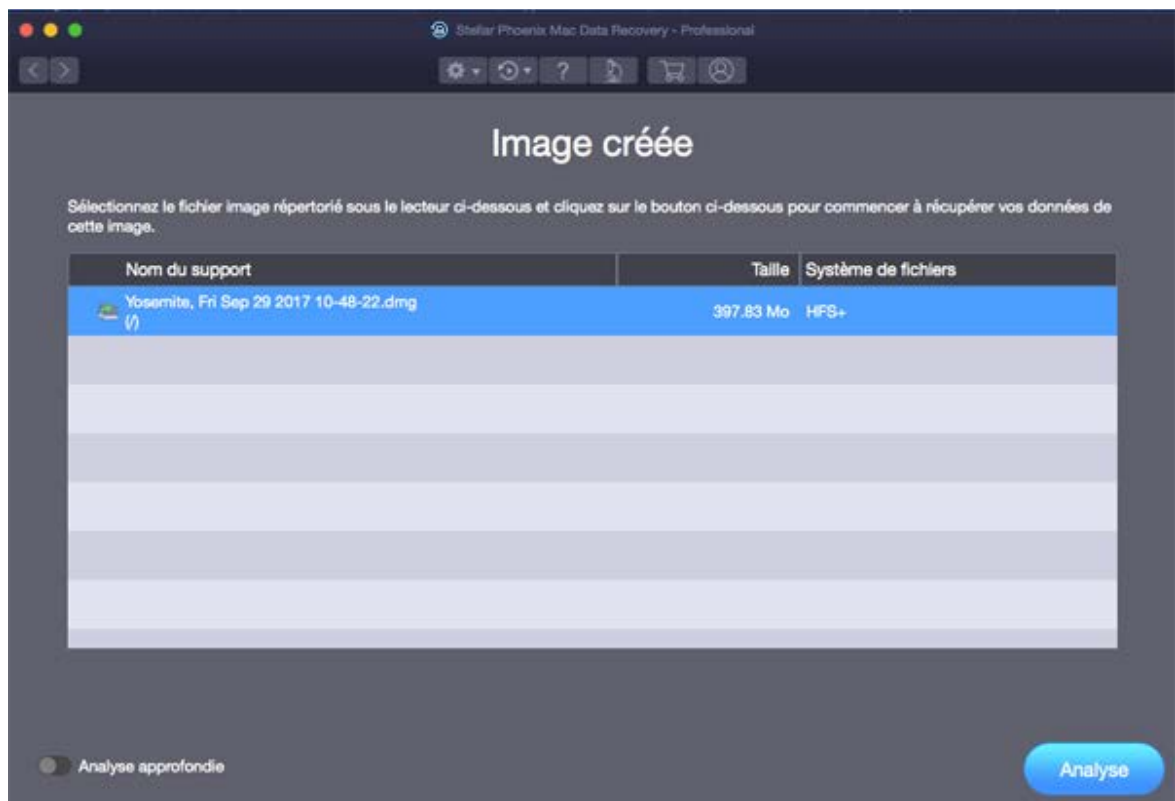 Stellar Phoenix Mac Data Recovery - Professional
?
Image créée
Sélectionnez le fichier image répertorié sous le lecteur ci-dessous et cliquez sur le bouton ci-dessous pour commencer à récupérer vos données de
cette image.
Nom du support Taille Système de fichiers
Yosemite, Fri Sep 29 2017 10-48-22.dmg
(/) 397.83 Mo HFS+
Analyse approfondie
Analyse